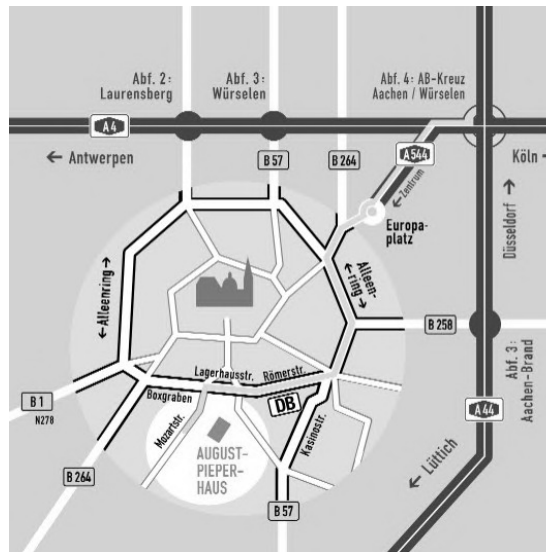 Abf. 2:
Laurensberg
Abf. 3:
Würselen
Abf. 4: AB-Kreuz
Aachen / Würselen
A4
← Antwerpen
B 57
B 264
A 544
Köln →
← Zentrum
Europa-
platz
Düsseldorf →
← Alleenring →
← Alleen-
ring →
B 258
Abf. 3:
Aachen-Brand
Lagerhausstr.
Römerstr.
B 1
N278
Boxgraben
DB
A 44
Mozartstr.
Kasinostr.
AUGUST-
PIEPER-
HAUS
B 264
← Lüttich
B 57